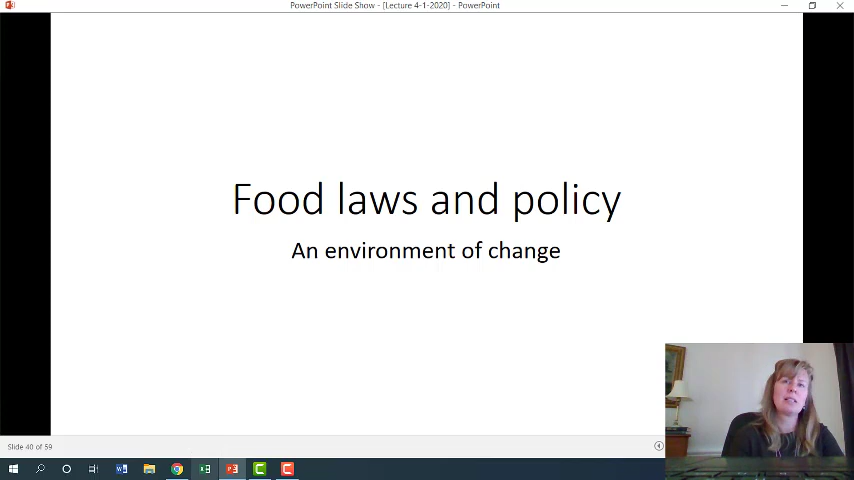 PowerPoint Slide Show - [Lecture 4-1-2020] - PowerPoint
Food laws and policy
An environment of change
Slide 40 of 59